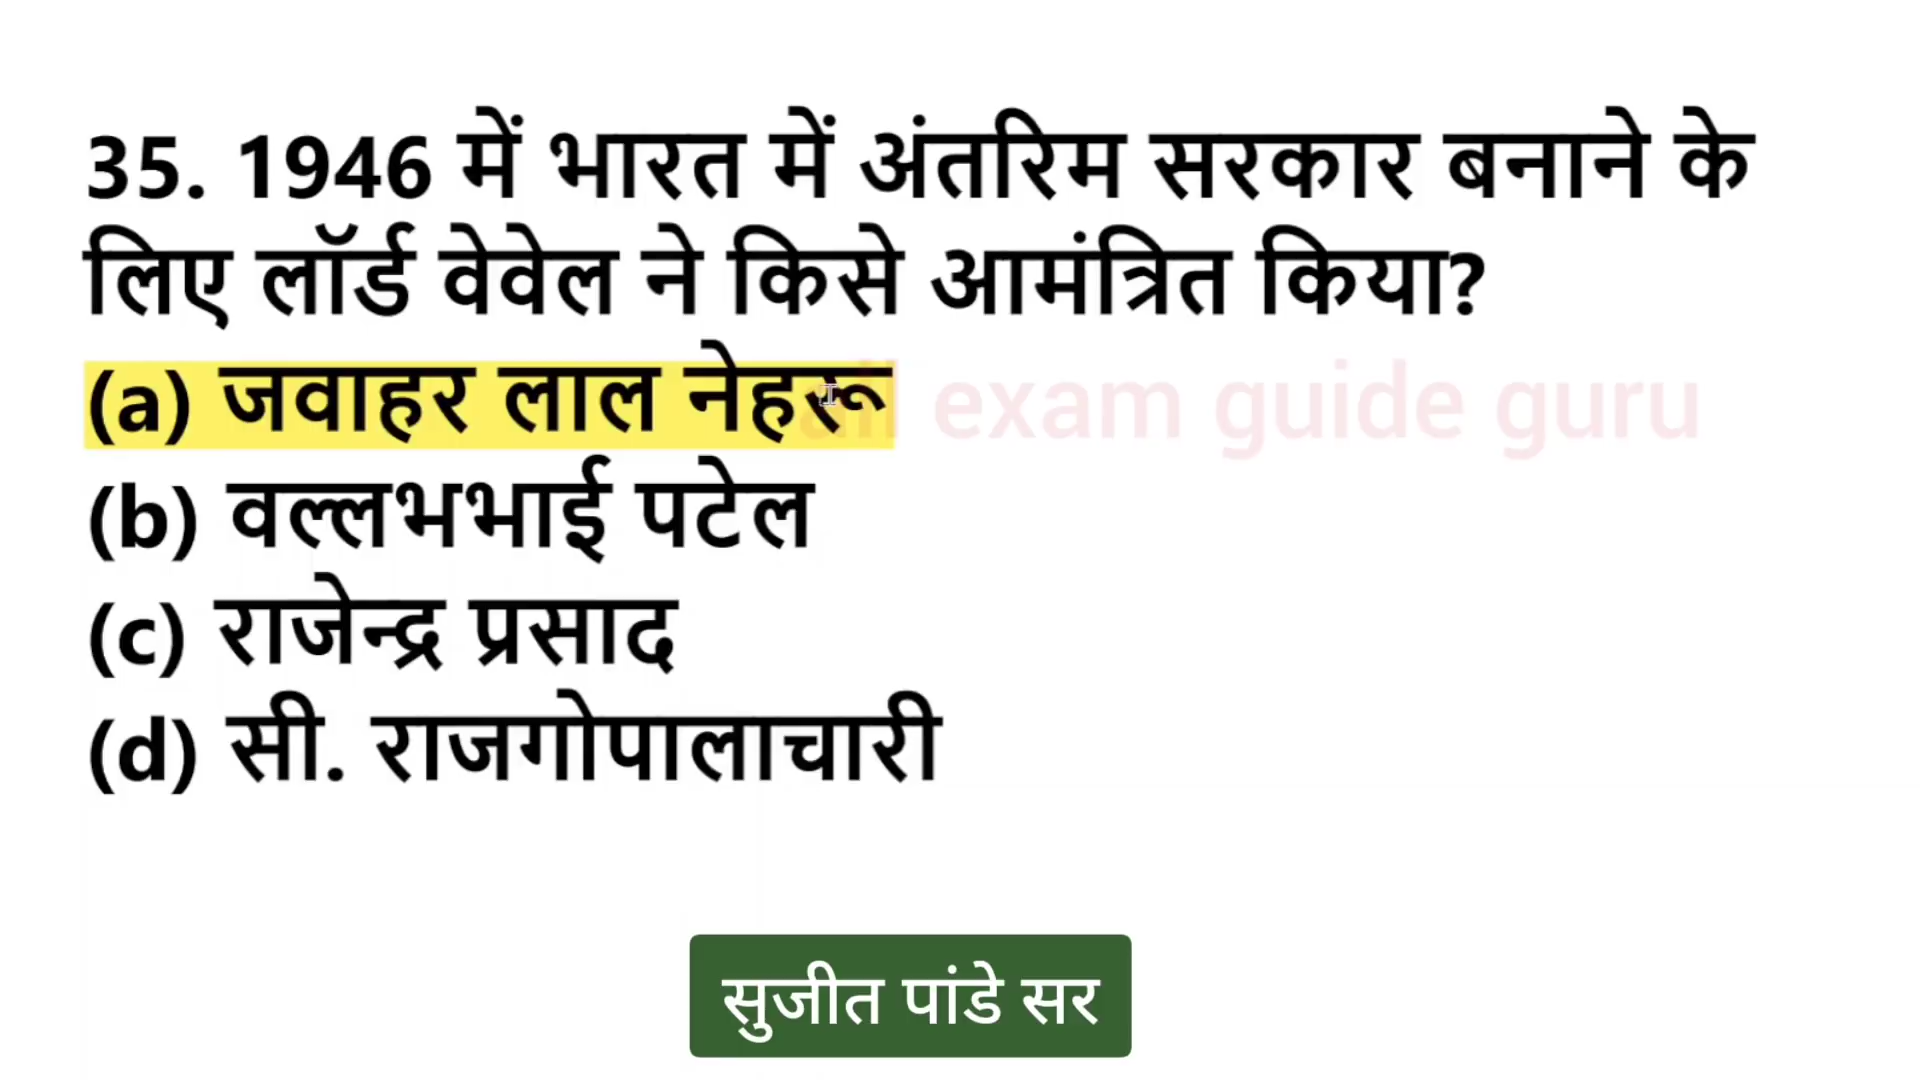 35. 1946 में भारत में अंतरिम सरकार बनाने के
लिए लॉर्ड वेवेल ने किसे आमंत्रित किया?
(a) जवाहर लाल नेहरू
all exam guide guru
(b) वल्लभभाई पटेल
(c) राजेन्द्र प्रसाद
(d) सी. राजगोपालाचारी
सुजीत पांडे सर